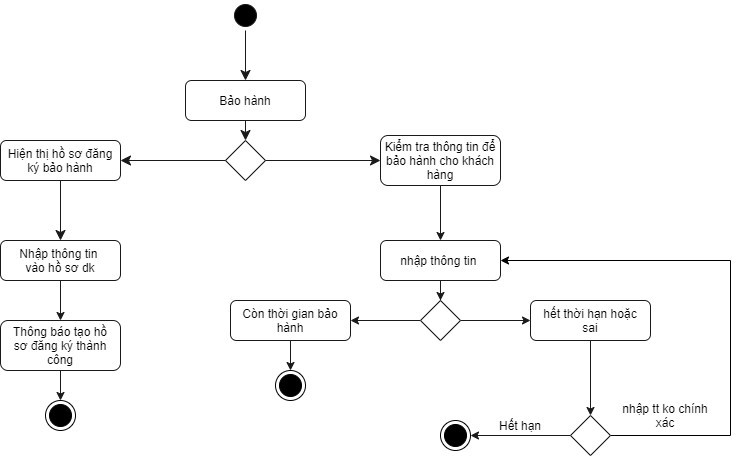 Bảo hành
Hiện thị hồ sơ đăng
ký bảo hành
Kiểm tra thông tin để
bảo hành cho khách
hàng
Nhập thông tin
vào hồ sơ dk
nhập thông tin
Thông báo tạo hồ
sơ đăng ký thành
công
Còn thời gian bảo
hành
hết thời hạn hoặc
sai
Hết hạn
nhập tt ko chính
xác